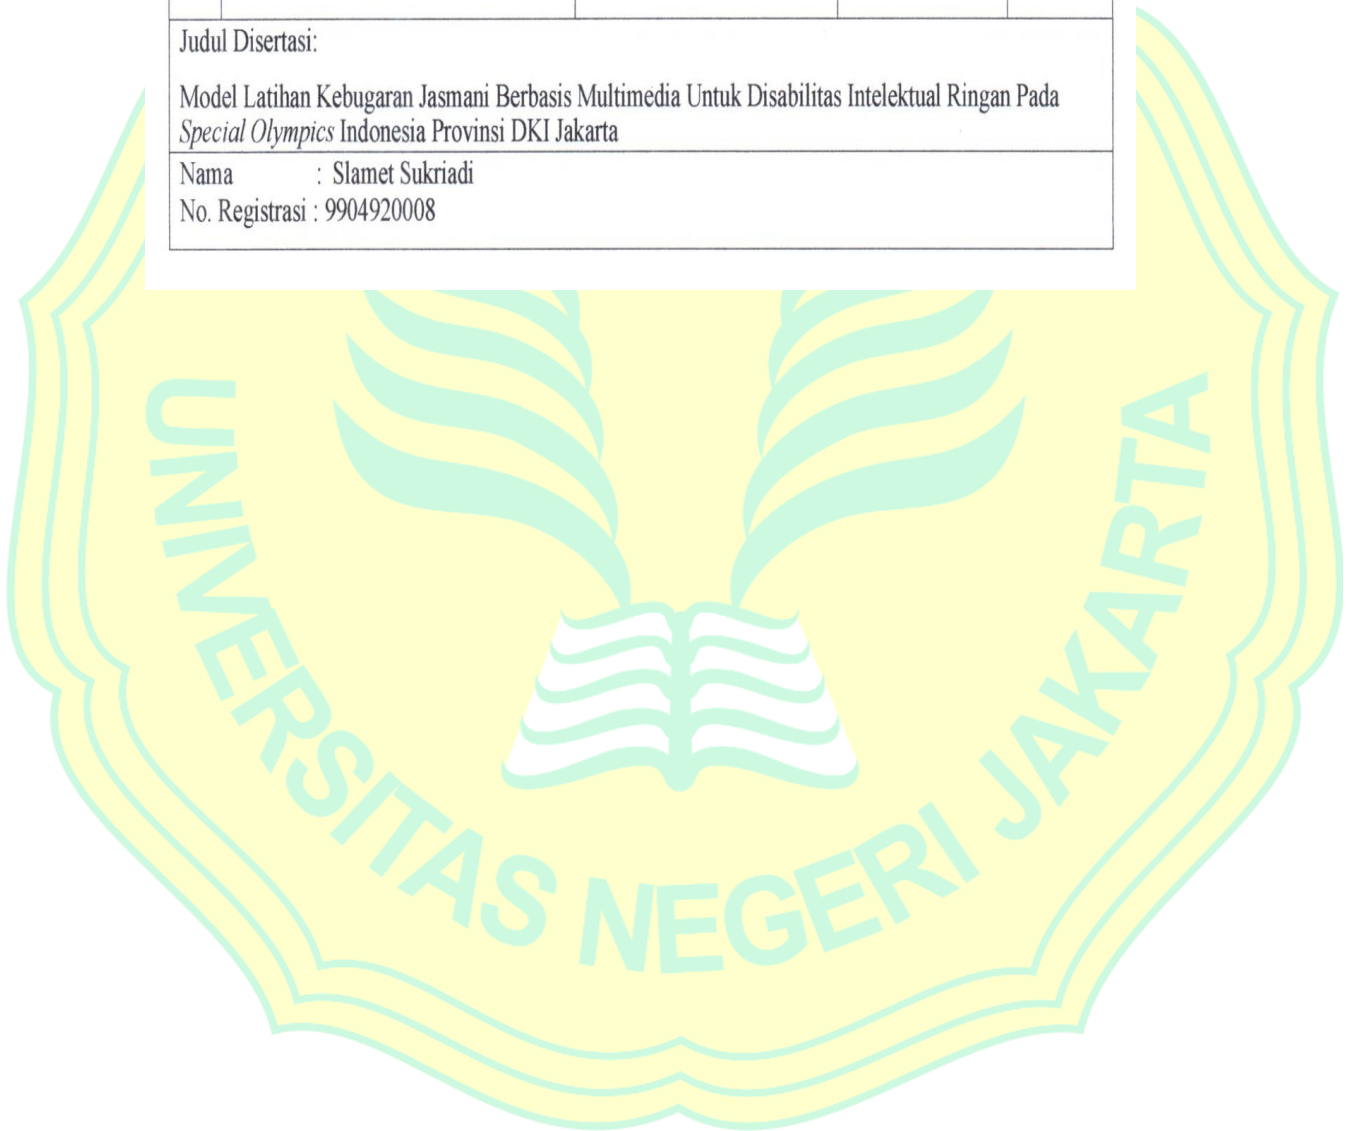 Judul Disertasi:
Model Latihan Kebugaran Jasmani Berbasis Multimedia Untuk Disabilitas Intelektual Ringan Pada
Special Olympics Indonesia Provinsi DKI Jakarta
Nama : Slamet Sukriadi
No. Registrasi : 9904920008
UNIVERSITAS NEGERI JAKARTA